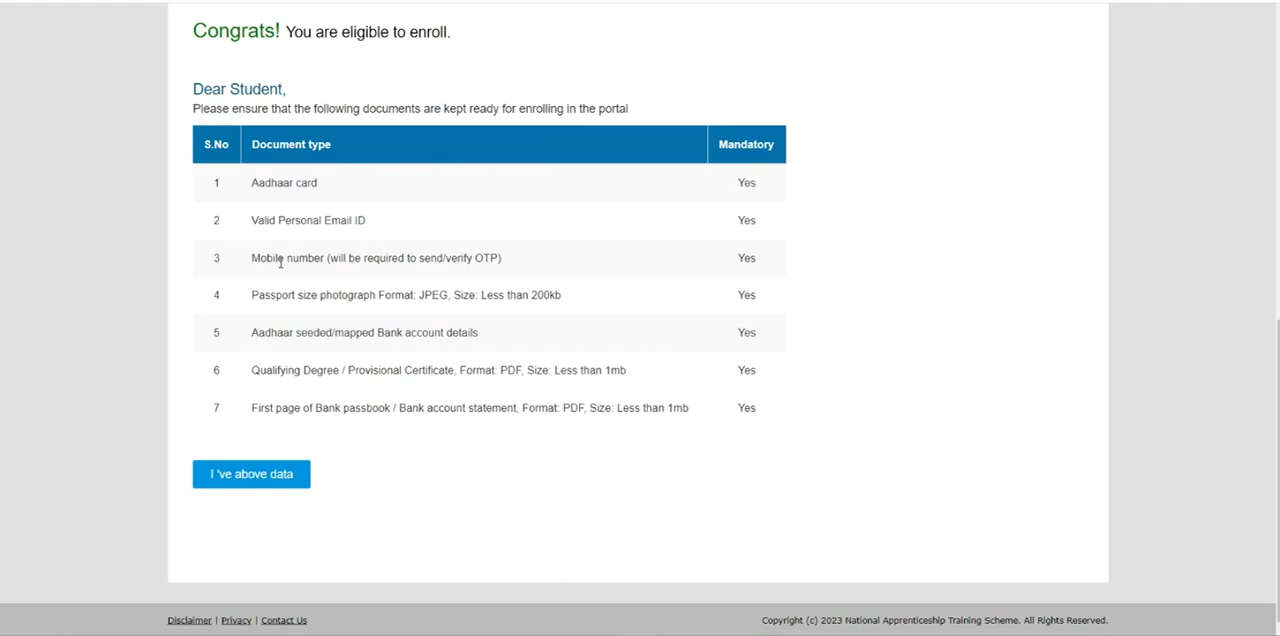 Congrats! You are eligible to enroll.
Dear Student,
Please ensure that the following documents are kept ready for enrolling in the portal
S.No Document type Mandatory
1 Aadhaar card Yes
2 Valid Personal Email ID Yes
3 Mobile number (will be required to send/verify OTP) Yes
4 Passport size photograph Format: JPEG, Size: Less than 200kb Yes
5 Aadhaar seeded/mapped Bank account details Yes
6 Qualifying Degree / Provisional Certificate, Format: PDF, Size: Less than 1mb Yes
7 First page of Bank passbook / Bank account statement, Format: PDF, Size: Less than 1mb Yes
I 've above data
Disclaimer | Privacy | Contact Us Copyright (c) 2023 National Apprenticeship Training Scheme. All Rights Reserved.